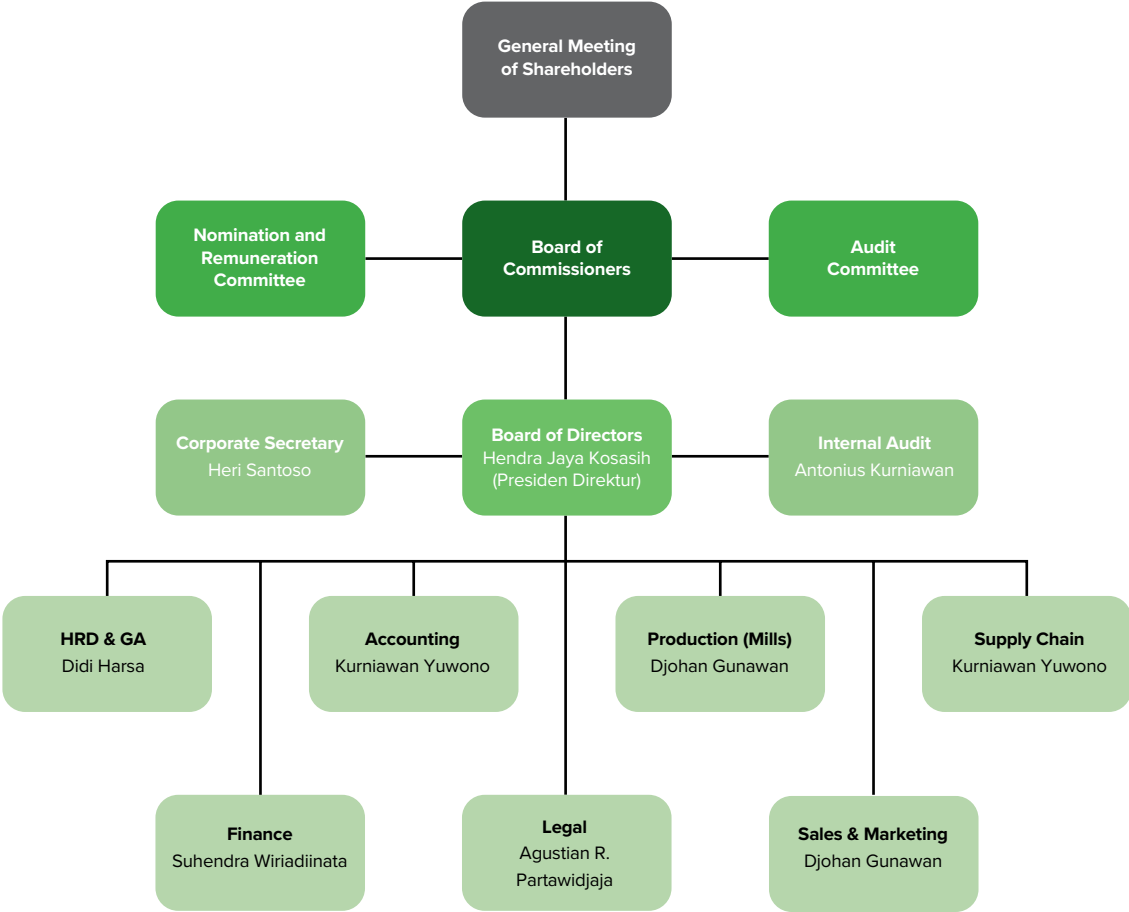 General Meeting
of Shareholders
Nomination and
Remuneration
Committee
Board of
Commissioners
Audit
Committee
Corporate Secretary
Heri Santoso
Board of Directors
Hendra Jaya Kosasih
(Presiden Direktur)
Internal Audit
Antonius Kurniawan
HRD & GA
Didi Harsa
Accounting
Kurniawan Yuwono
Production (Mills)
Djohan Gunawan
Supply Chain
Kurniawan Yuwono
Finance
Suhendra Wiriadiinata
Legal
Agustian R.
Partawidjaja
Sales & Marketing
Djohan Gunawan